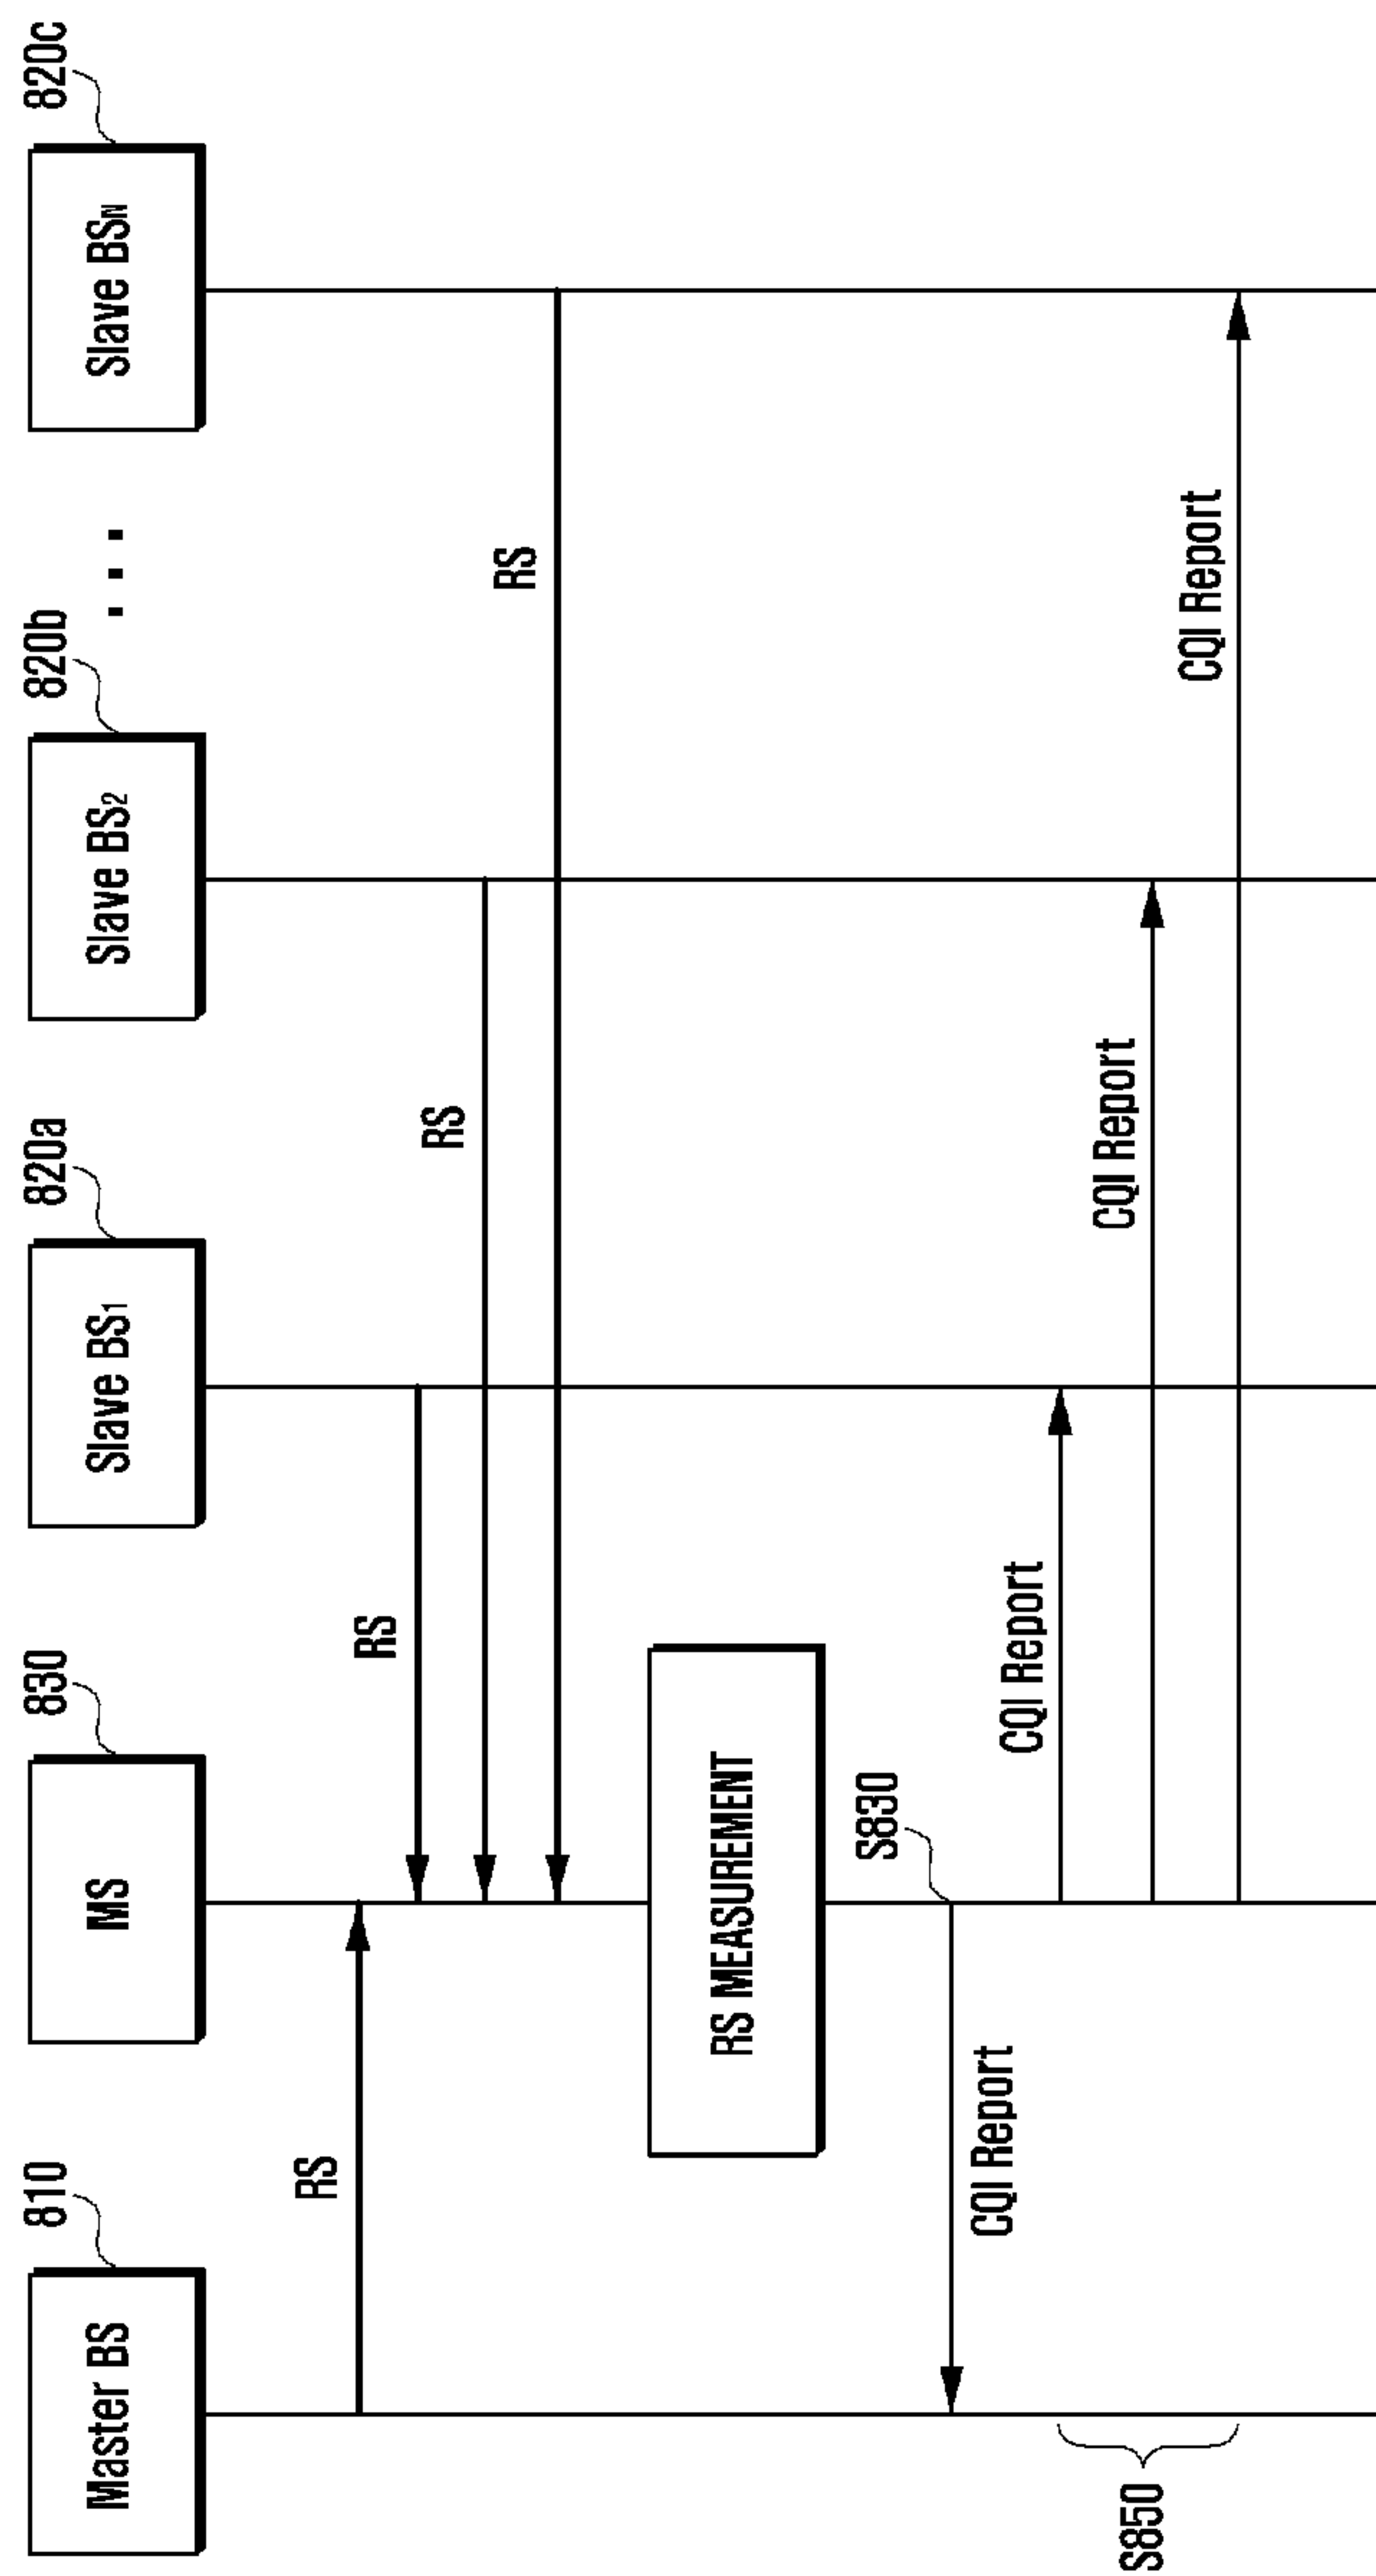 810
830
820a
820b
820c
Master BS
MS
Slave BS1
Slave BS2
...
Slave BSN
RS
RS
RS
RS
RS MEASUREMENT
S830
CQI Report
CQI Report
CQI Report
CQI Report
S850